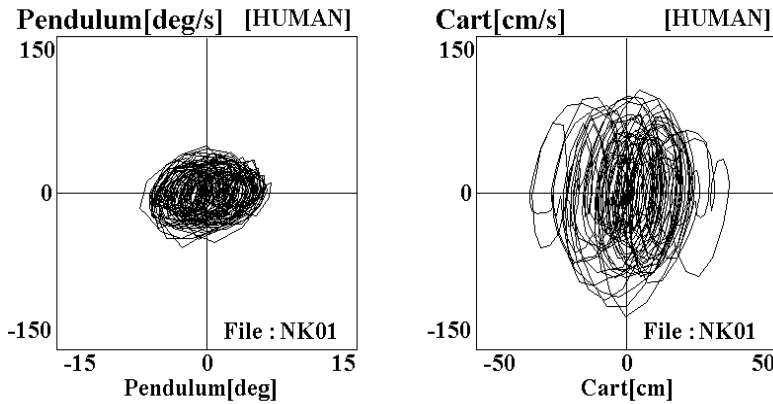 Pendulum[deg/s] [HUMAN]
150
0
-150
File : NK01
-15 0 15
Pendulum[deg]
Cart[cm/s] [HUMAN]
150
0
-150
File : NK01
-50 0 50
Cart[cm]